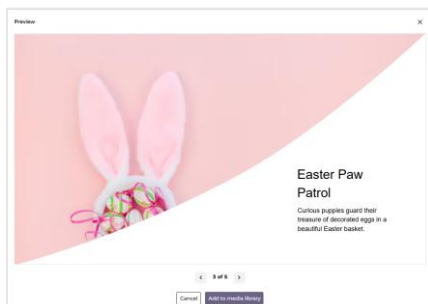 Preview
Easter Paw
Patrol
Curious puppies guard their
treasure of decorated eggs in a
beautiful Easter basket.
3 of 6
Cancel
Add to media library